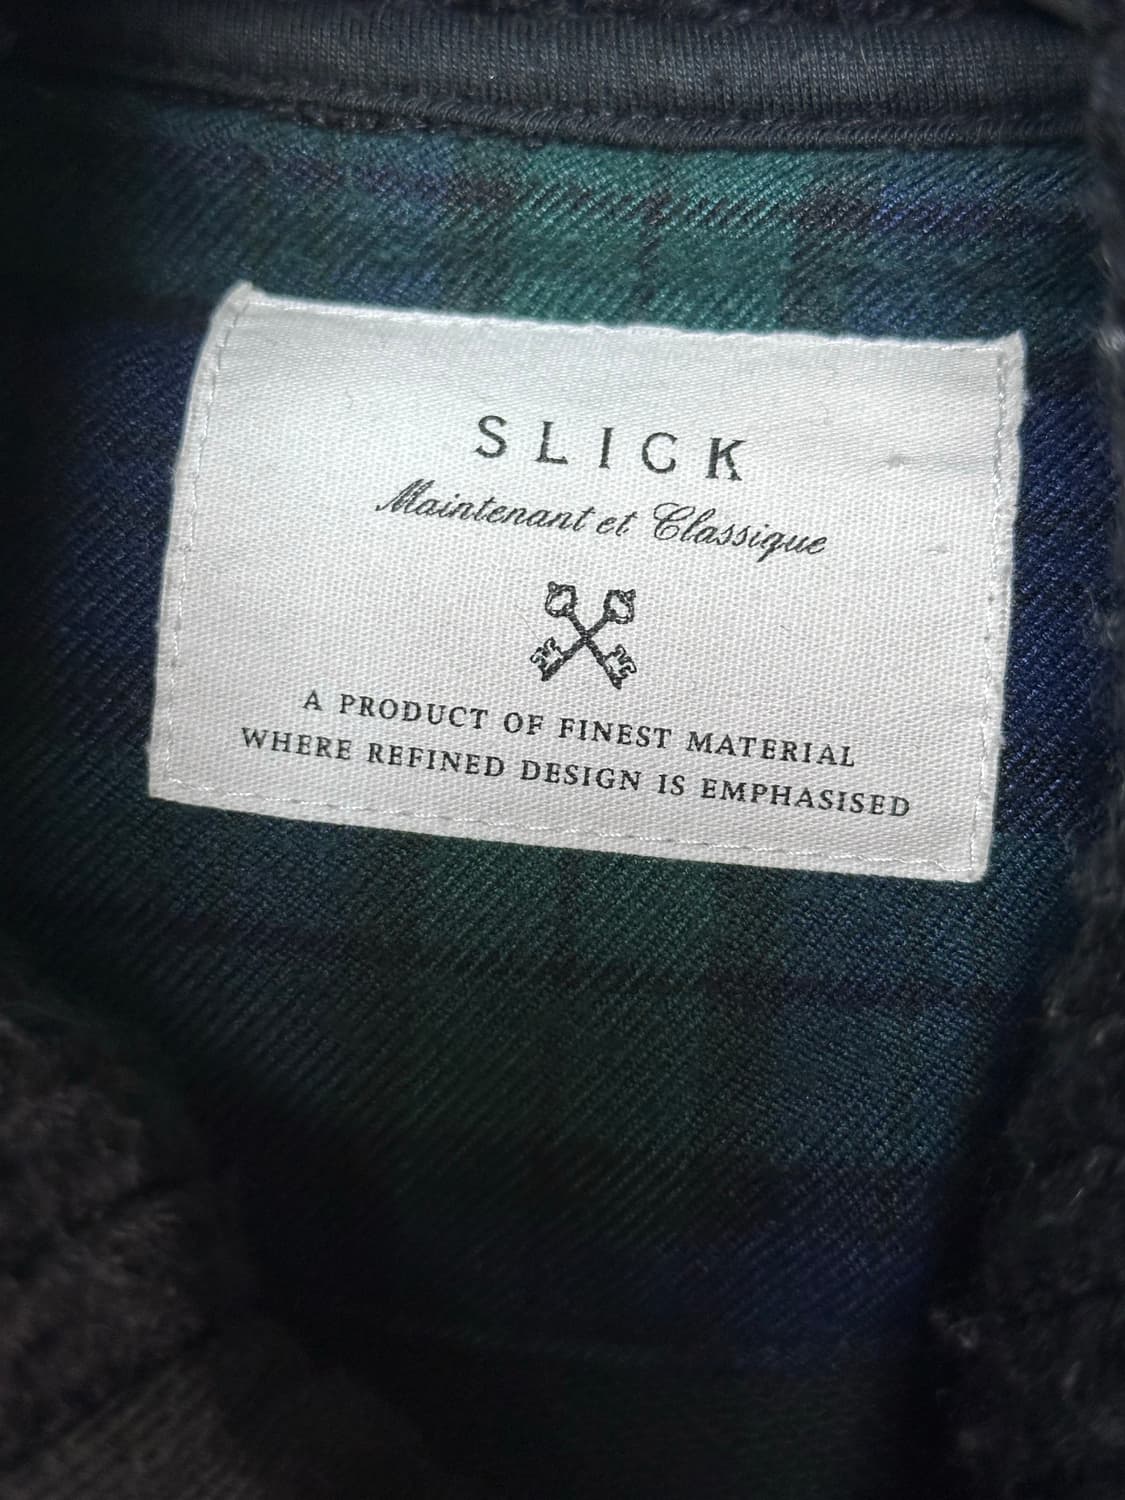 SLICK
Maintenant et Classique
A PRODUCT OF FINEST MATERIAL
WHERE REFINED DESIGN IS EMPHASISED